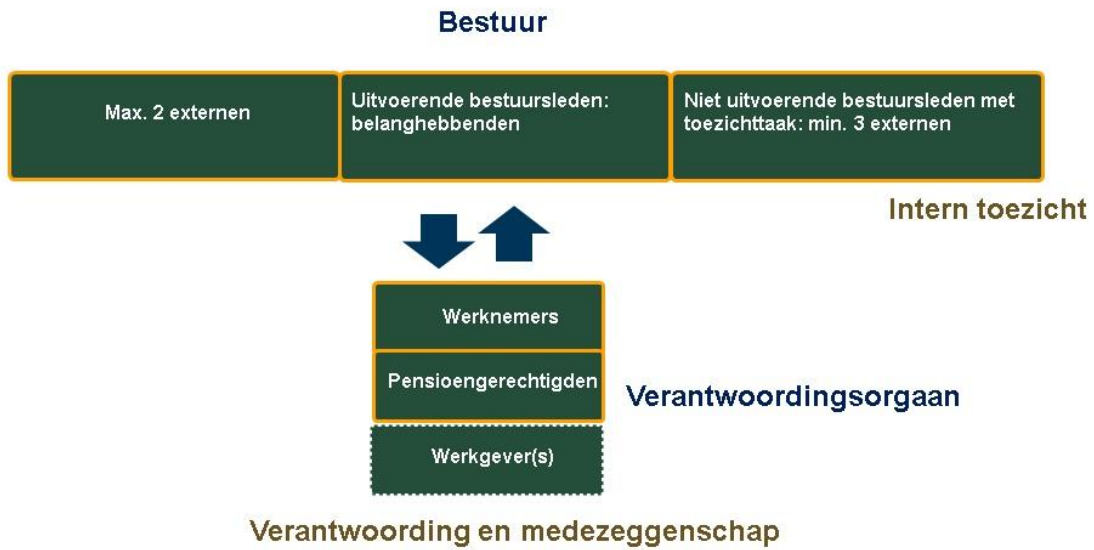 Bestuur
Max. 2 externen
Uitvoerende bestuursleden:
belanghebbenden
Niet uitvoerende bestuursleden met
toezichttaak: min. 3 externen
Intern toezicht
Werknemers
Pensioengerechtigden
Verantwoordingsorgaan
Werkgever(s)
Verantwoording en medezeggenschap